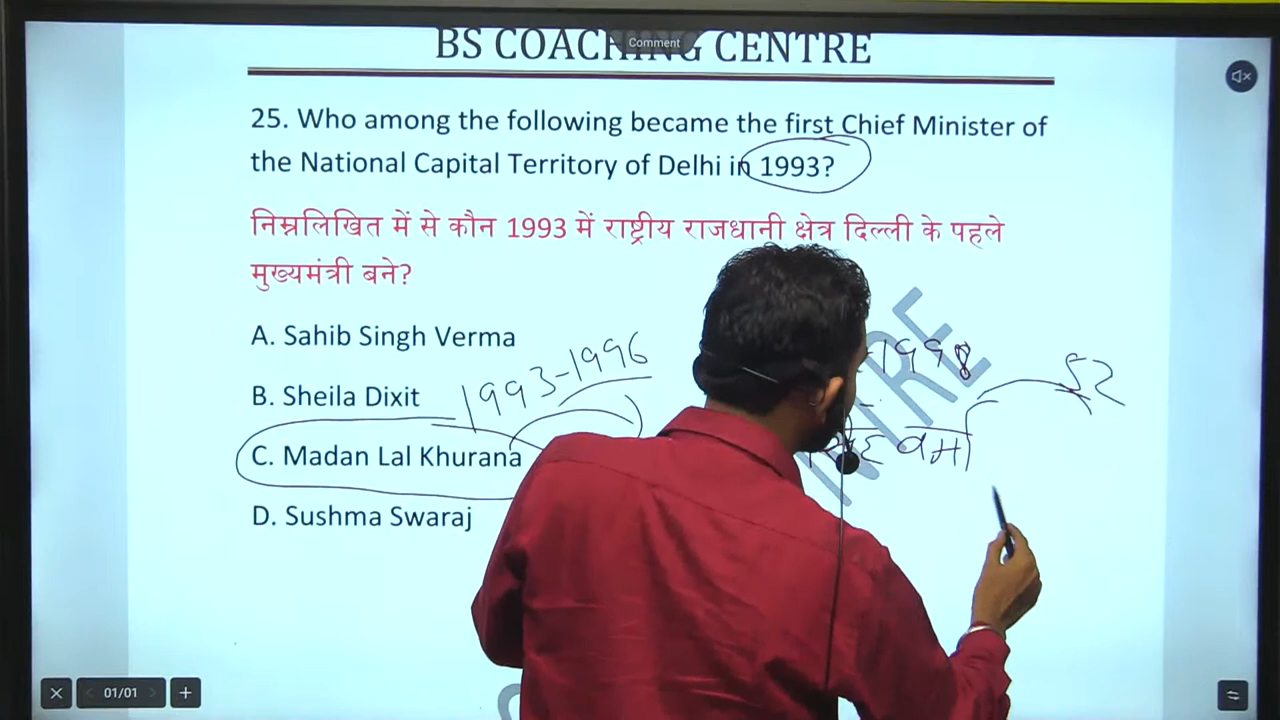 BS COACHING CENTRE
Comment
25. Who among the following became the first Chief Minister of
the National Capital Territory of Delhi in 1993?
निम्नलिखित में से कौन 1993 में राष्ट्रीय राजधानी क्षेत्र दिल्ली के पहले
मुख्यमंत्री बने?
A. Sahib Singh Verma
1993-1996
-1998
52
B. Sheila Dixit
C. Madan Lal Khurana
वर्मा
D. Sushma Swaraj
01/01